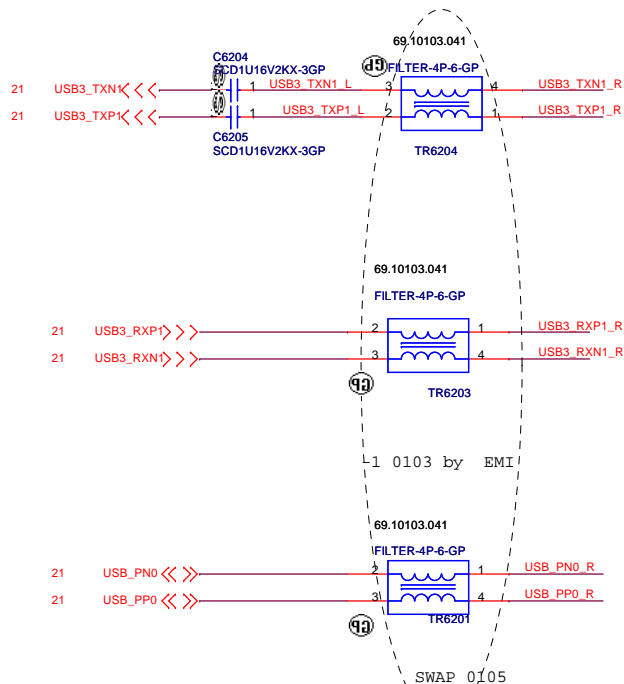 69.10103.041
C6204
SCD1U16V2KX-3GP
GP
FILTER-4P-6-GP
21 USB3_TXN1 1 USB3_TXN1_L 3 4 USB3_TXN1_R
21 USB3_TXP1 1 USB3_TXP1_L 2 1 USB3_TXP1_R
C6205
SCD1U16V2KX-3GP
TR6204
69.10103.041
FILTER-4P-6-GP
21 USB3_RXP1 2 1 USB3_RXP1_R
21 USB3_RXN1 3 4 USB3_RXN1_R
GP
TR6203
-1 0103 by EMI
69.10103.041
FILTER-4P-6-GP
21 USB_PN0 2 1 USB_PN0_R
21 USB_PP0 3 4 USB_PP0_R
TR6201
GP
SWAP 0105